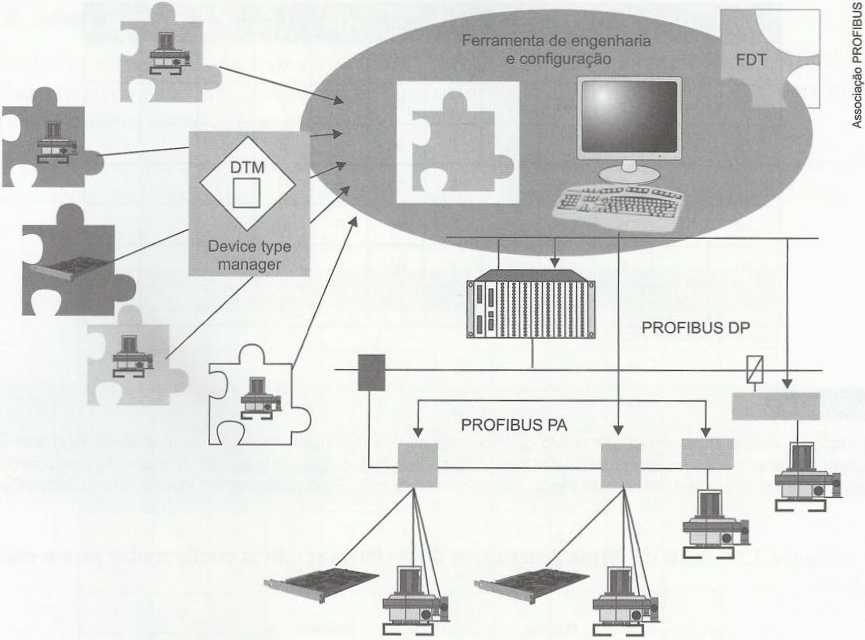 Ferramenta de engenharia
e configuração
FDT
Associação PROFIBUS
DTM
Device type
manager
PROFIBUS DP
PROFIBUS PA